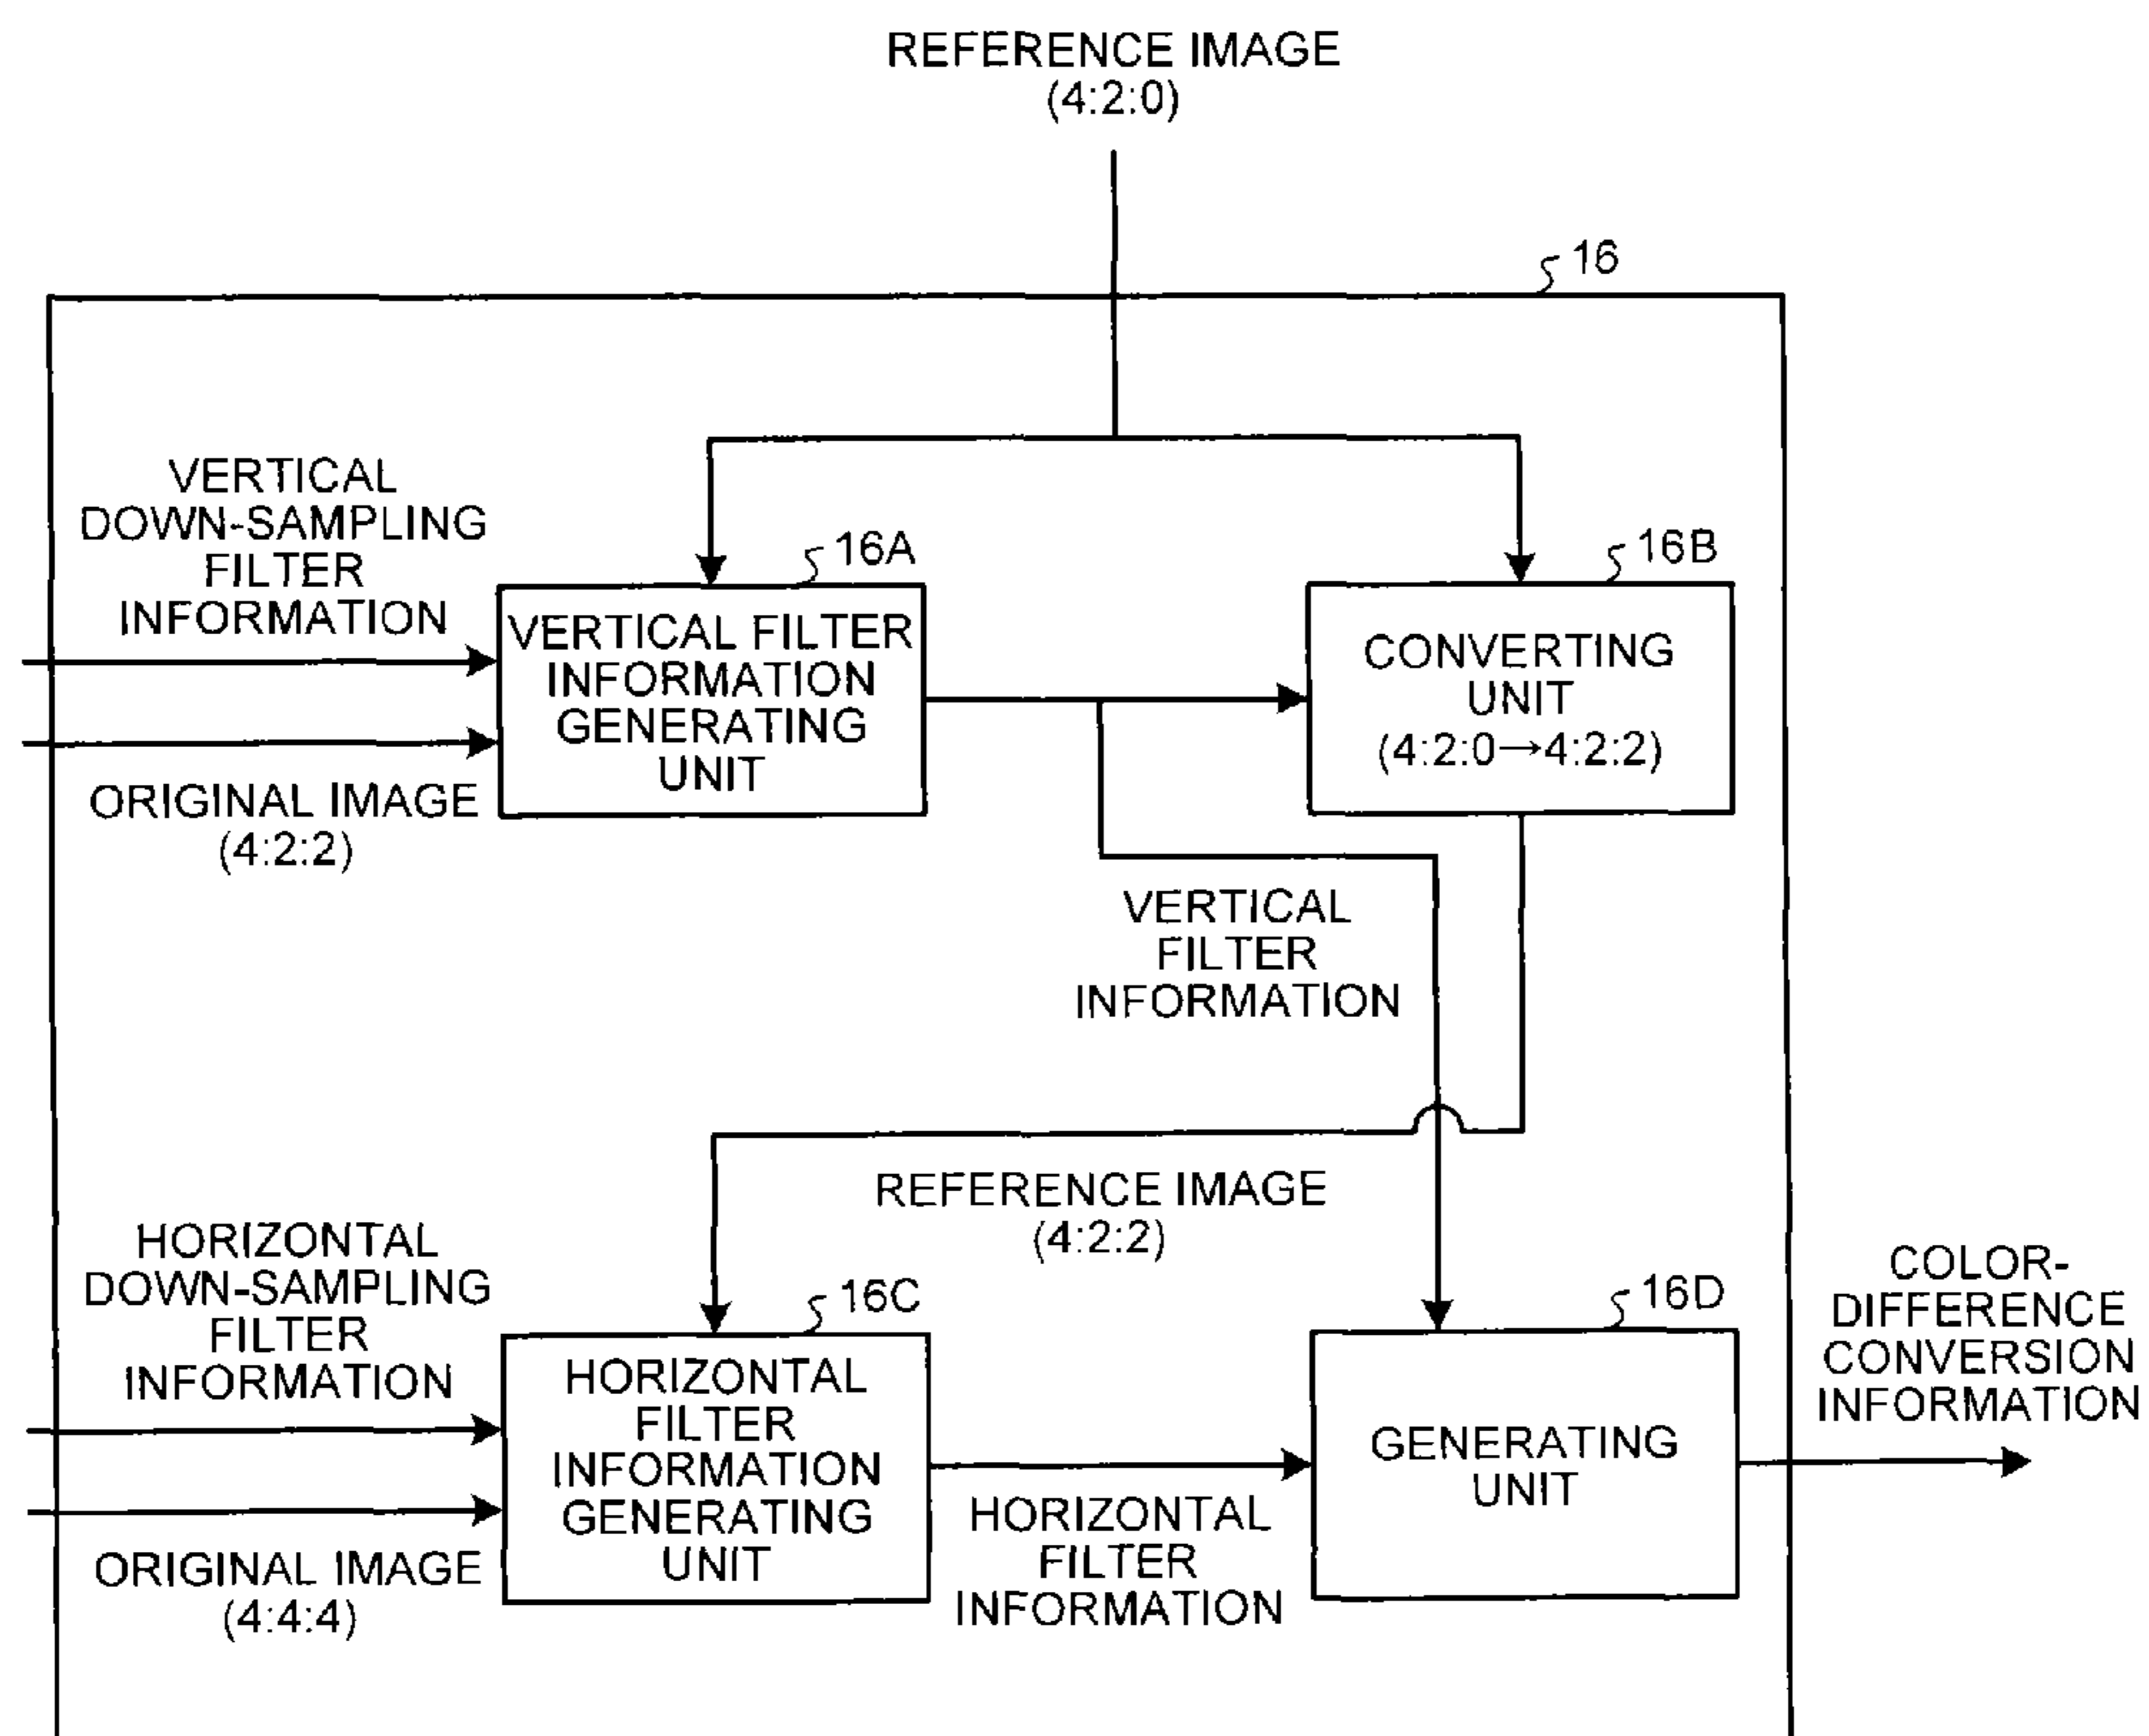 REFERENCE IMAGE
(4:2:0)
16
VERTICAL
DOWN-SAMPLING
FILTER
INFORMATION
ORIGINAL IMAGE
(4:2:2)
16A
VERTICAL FILTER
INFORMATION
GENERATING
UNIT
16B
CONVERTING
UNIT
(4:2:0→4:2:2)
VERTICAL
FILTER
INFORMATION
REFERENCE IMAGE
(4:2:2)
HORIZONTAL
DOWN-SAMPLING
FILTER
INFORMATION
ORIGINAL IMAGE
(4:4:4)
16C
HORIZONTAL
FILTER
INFORMATION
GENERATING
UNIT
HORIZONTAL
FILTER
INFORMATION
16D
GENERATING
UNIT
COLOR-
DIFFERENCE
CONVERSION
INFORMATION